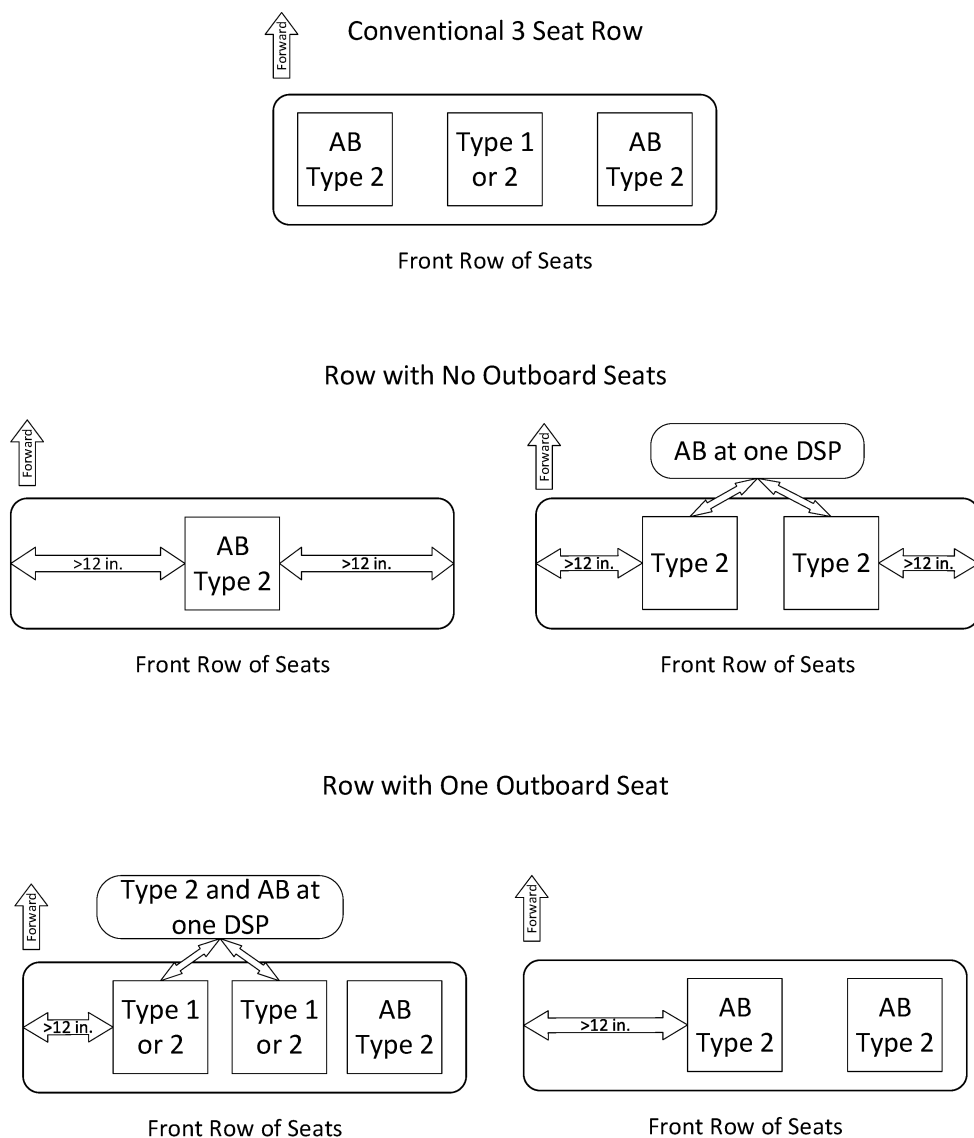 Forward
Conventional 3 Seat Row
AB
Type 2
Type 1
or 2
AB
Type 2
Front Row of Seats
Row with No Outboard Seats
Forward
>12 in.
AB
Type 2
>12 in.
Front Row of Seats
Forward
AB at one DSP
>12 in.
Type 2
Type 2
>12 in.
Front Row of Seats
Row with One Outboard Seat
Forward
Type 2 and AB at
one DSP
>12 in.
Type 1
or 2
Type 1
or 2
AB
Type 2
Front Row of Seats
Forward
>12 in.
AB
Type 2
AB
Type 2
Front Row of Seats